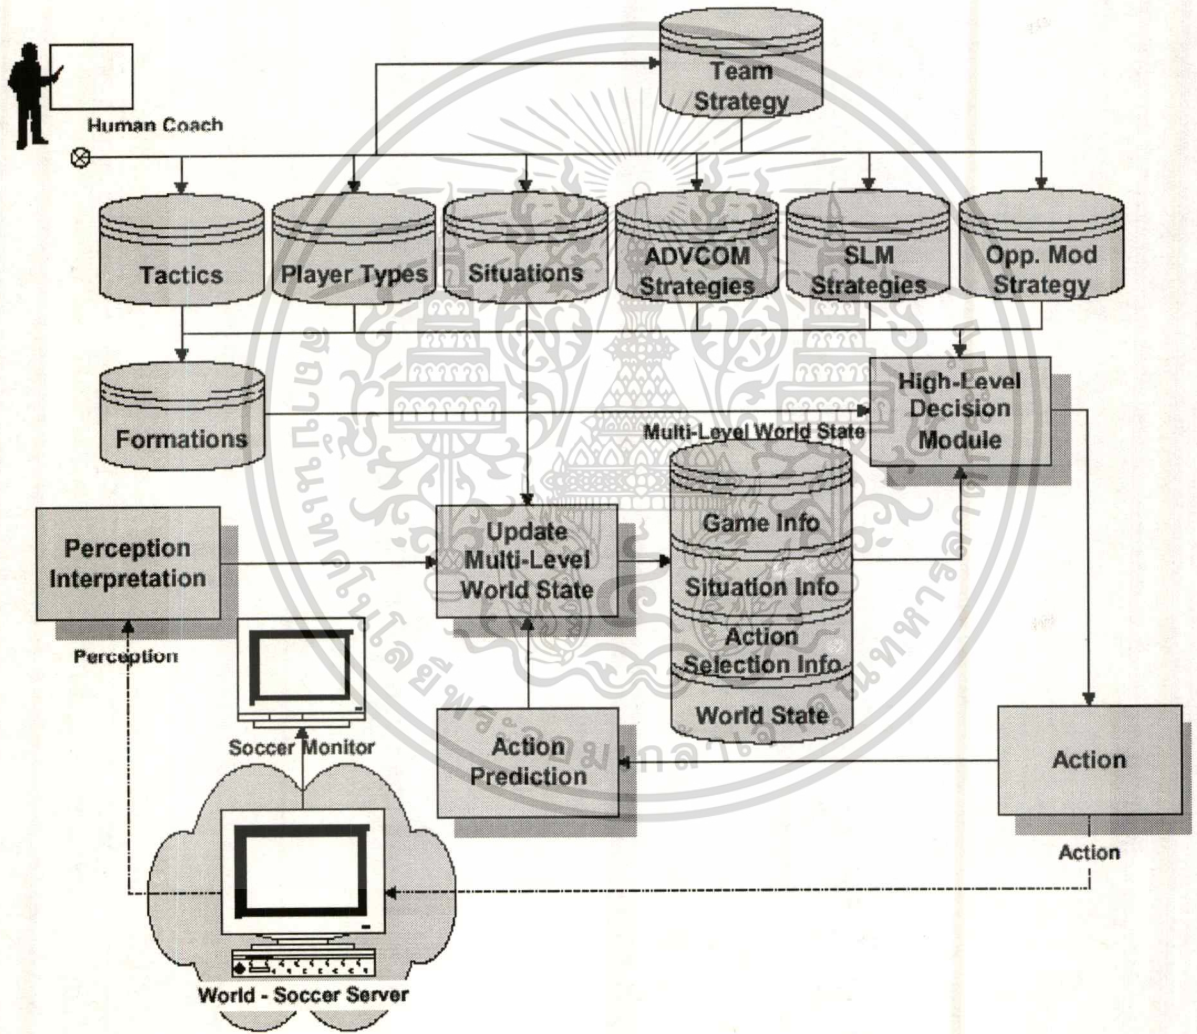 Team
Strategy
Human Coach
Tactics
Player Types
Situations
ADVCOM
Strategies
SLM
Strategies
Opp. Mod
Strategy
Formations
Multi-Level World State
High-Level
Decision
Module
Perception
Interpretation
Update
Multi-Level
World State
Game Info
Situation Info
Action
Selection Info
World State
Perception
Soccer Monitor
Action
Prediction
Action
Action
World - Soccer Server